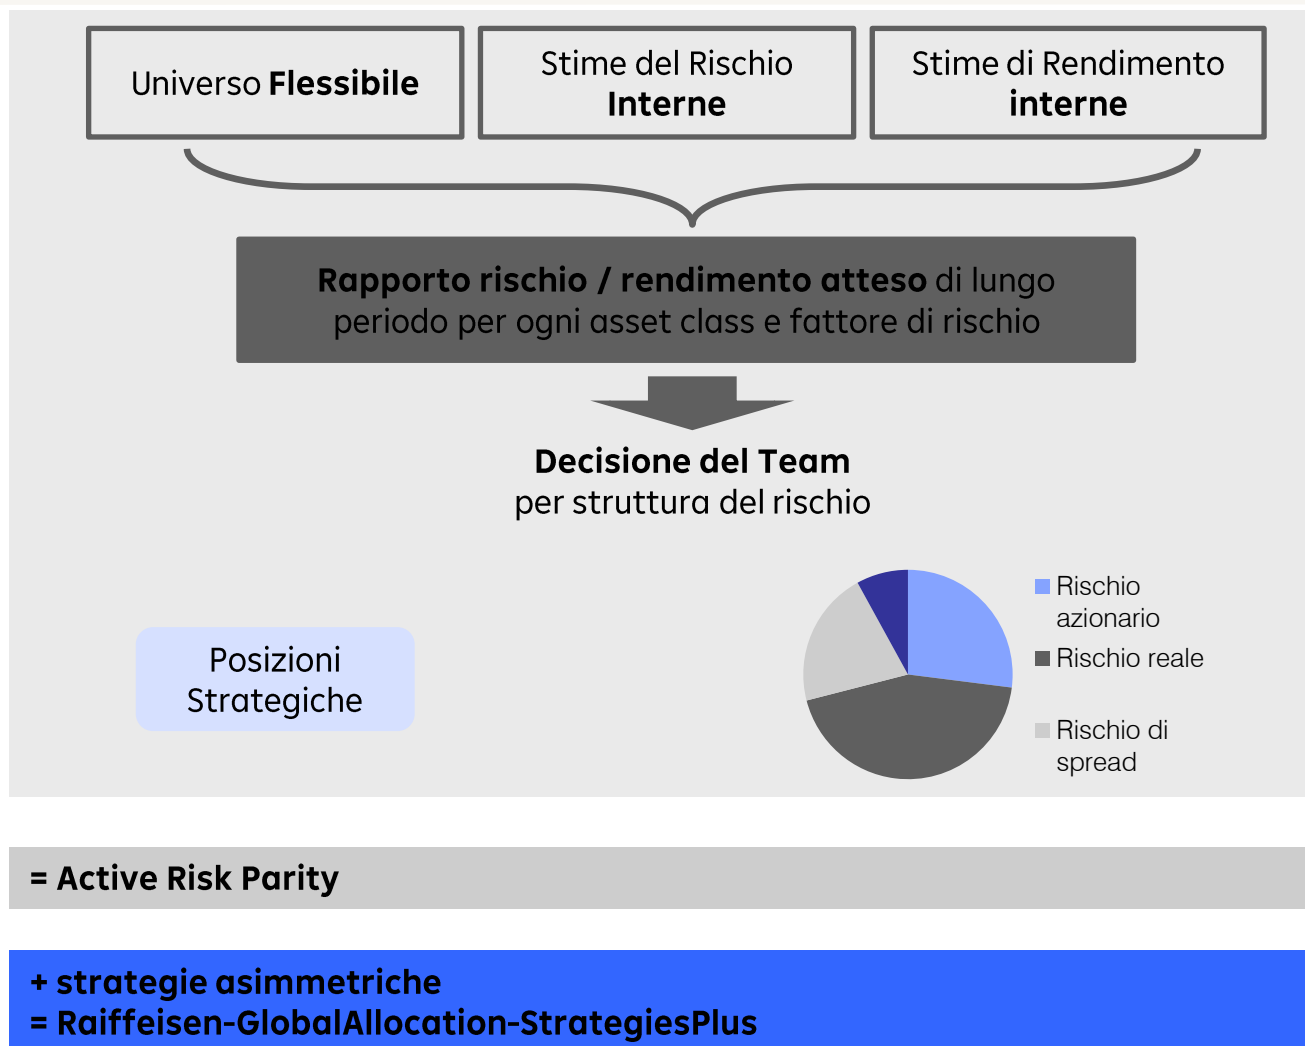 Universo Flessibile
Stime del Rischio
Interne
Stime di Rendimento
interne
Rapporto rischio / rendimento atteso di lungo
periodo per ogni asset class e fattore di rischio
Decisione del Team
per struttura del rischio
Posizioni
Strategiche
Rischio
azionario
Rischio reale
Rischio di
spread
= Active Risk Parity
+ strategie asimmetriche
= Raiffeisen-GlobalAllocation-StrategiesPlus